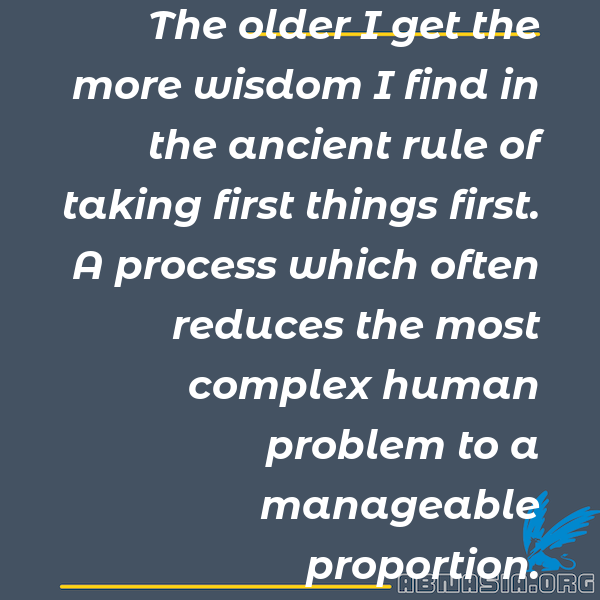 The older I get the
more wisdom I find in
the ancient rule of
taking first things first.
A process which often
reduces the most
complex human
problem to a
manageable
proportion.
ABNASIA.ORG